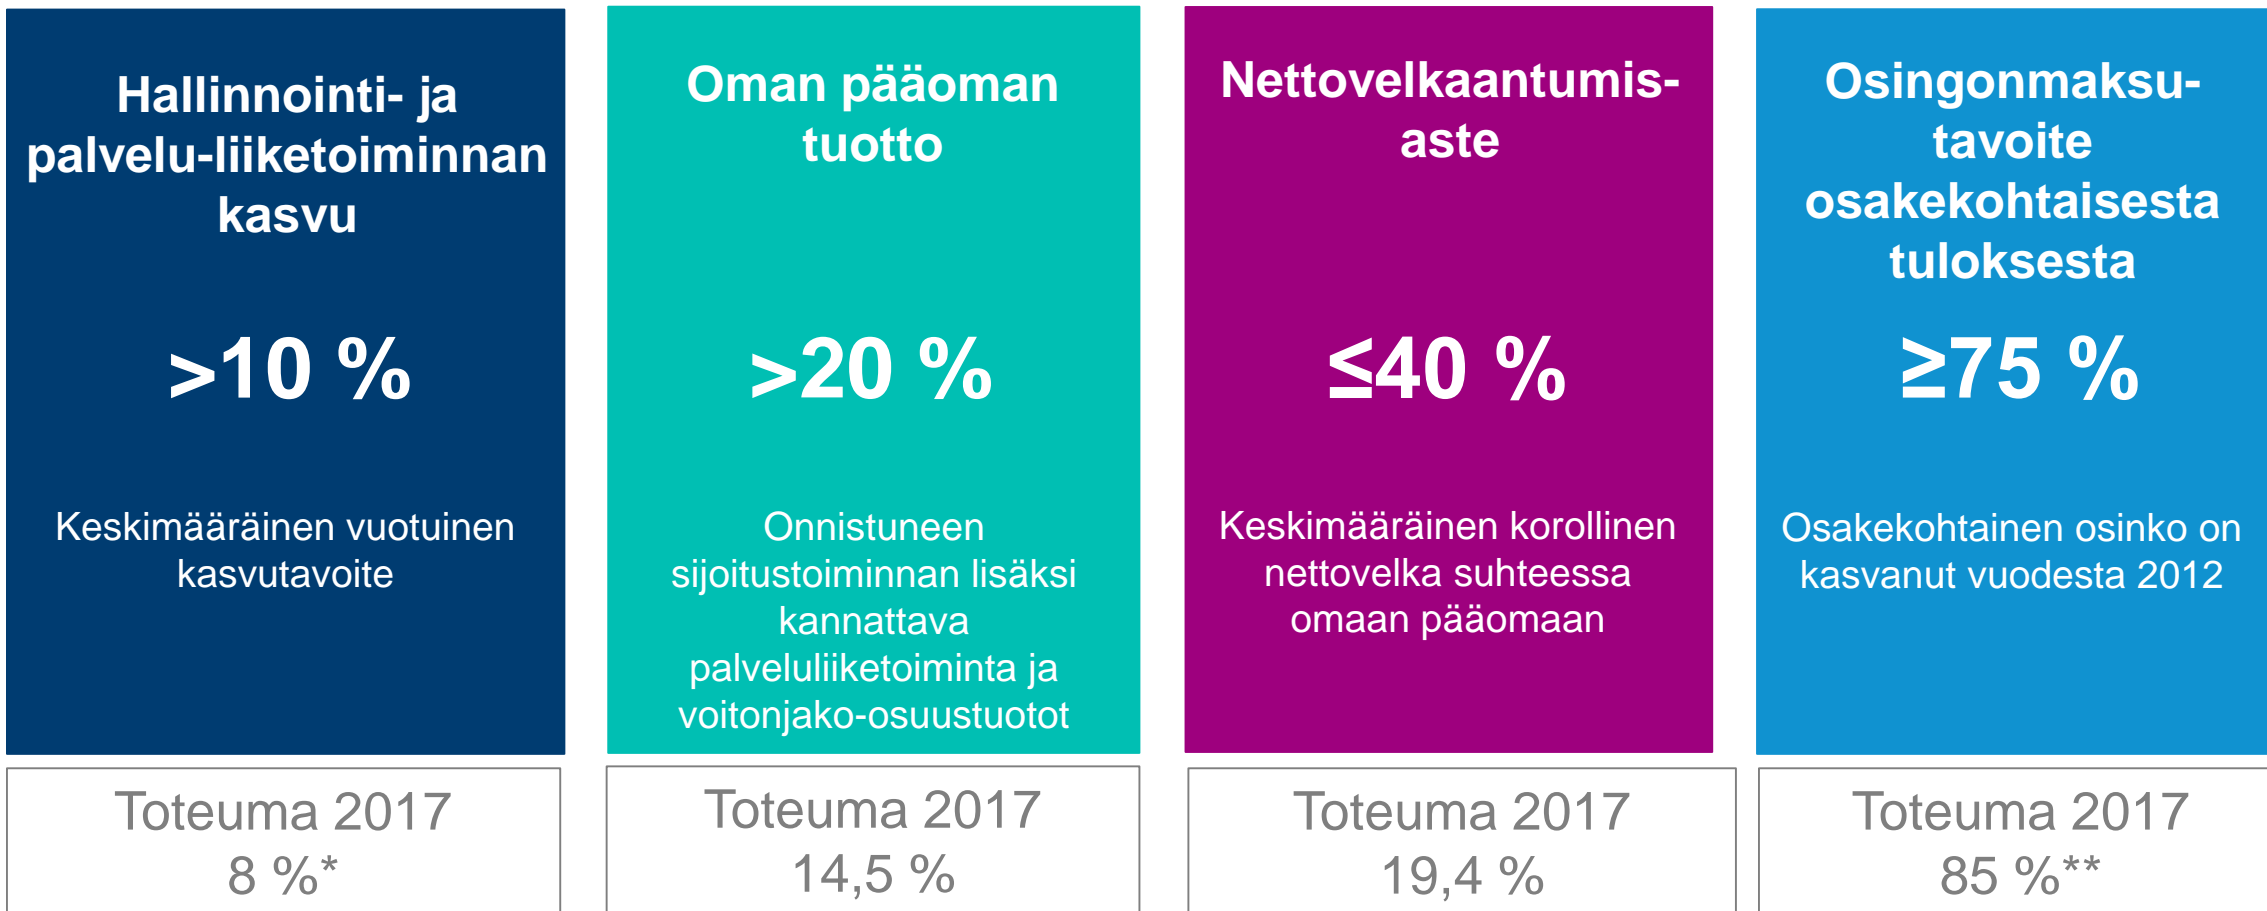 Hallinnointi- ja
palvelu-liiketoiminnan
kasvu
>10 %
Keskimääräinen vuotuinen
kasvutavoite
Toteuma 2017
8 %*
Oman pääoman
tuotto
>20 %
Onnistuneen
sijoitustoiminnan lisäksi
kannattava
palveluliiketoiminta ja
voitonjako-osuustuotot
Toteuma 2017
14,5 %
Nettovelkaantumis-
aste
≤40 %
Keskimääräinen korollinen
nettovelka suhteessa
omaan pääomaan
Toteuma 2017
19,4 %
Osingonmaksu-
tavoite
osakekohtaisesta
tuloksesta
≥75 %
Osakekohtainen osinko on
kasvanut vuodesta 2012
Toteuma 2017
85 %**